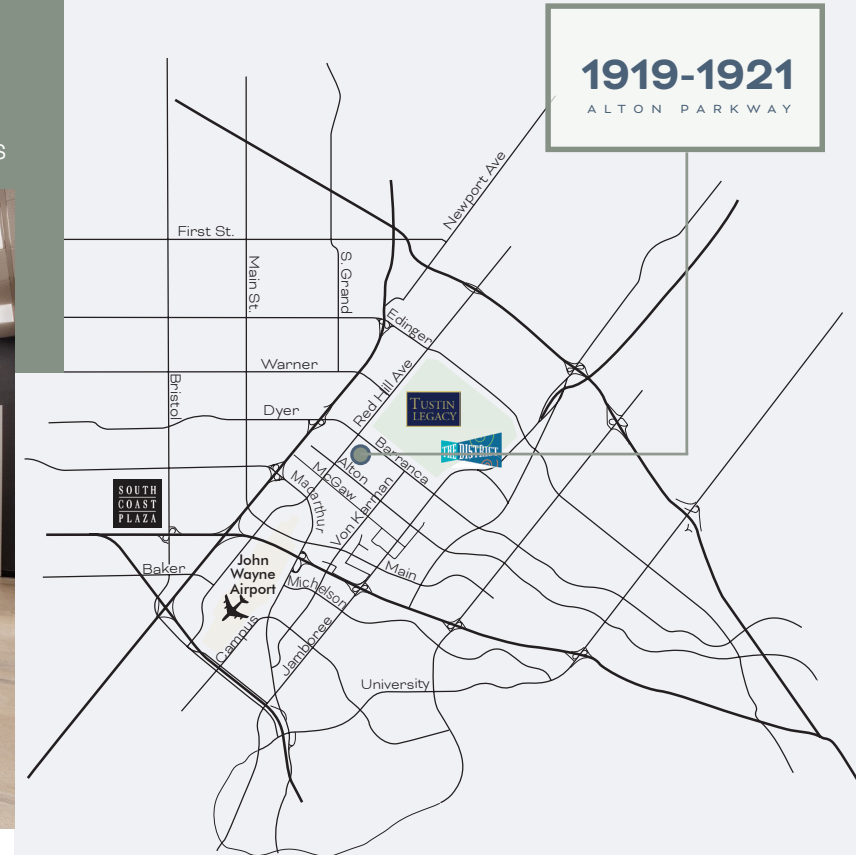 1919-1921
ALTON PARKWAY
S
Newport Ave
First St.
Main St.
S. Grand
Edinger
Warner
Red Hill Ave
Bristol
Dyer
TUSTIN
LEGACY
THE DISTRICT
Barranca
Alton
McGaw
Macarthur
Von Karman
SOUTH
COAST
PLAZA
Baker
John
Wayne
Airport
Main
Michelson
Campus
Jamboree
University